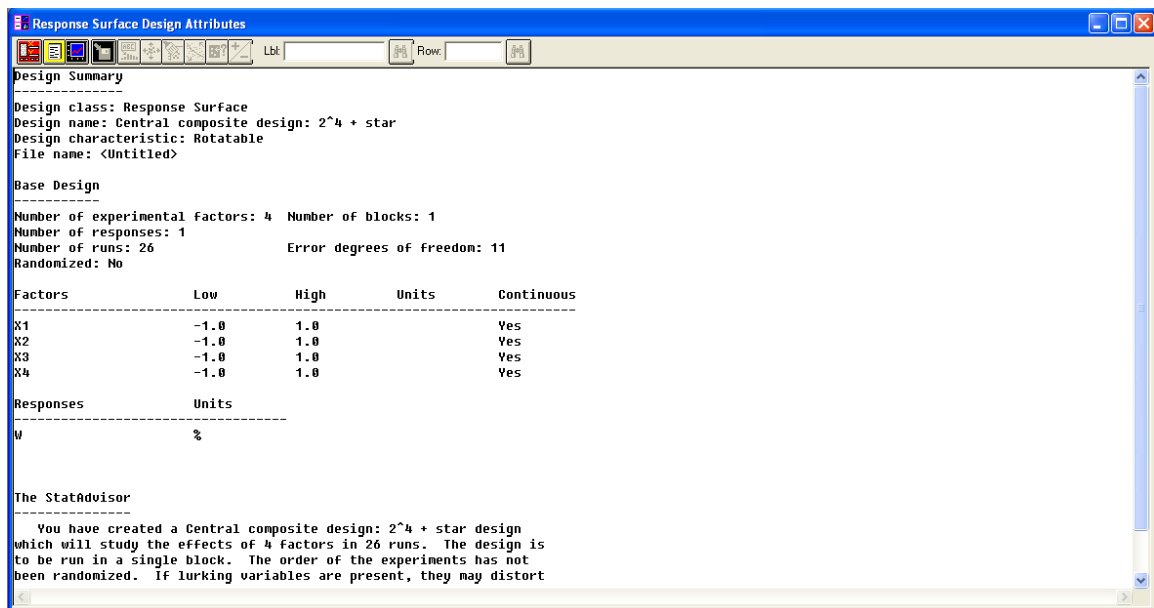 Response Surface Design Attributes
Lbl: Row:
Design Summary
--------------
Design class: Response Surface
Design name: Central composite design: 2^4 + star
Design characteristic: Rotatable
File name: <Untitled>
Base Design
-----------
Number of experimental factors: 4 Number of blocks: 1
Number of responses: 1
Number of runs: 26 Error degrees of freedom: 11
Randomized: No
Factors Low High Units Continuous
------------------------------------------------------------------------
X1 -1.0 1.0 Yes
X2 -1.0 1.0 Yes
X3 -1.0 1.0 Yes
X4 -1.0 1.0 Yes
Responses Units
-----------------------------------
W %
The StatAdvisor
---------------
You have created a Central composite design: 2^4 + star design
which will study the effects of 4 factors in 26 runs. The design is
to be run in a single block. The order of the experiments has not
been randomized. If lurking variables are present, they may distort